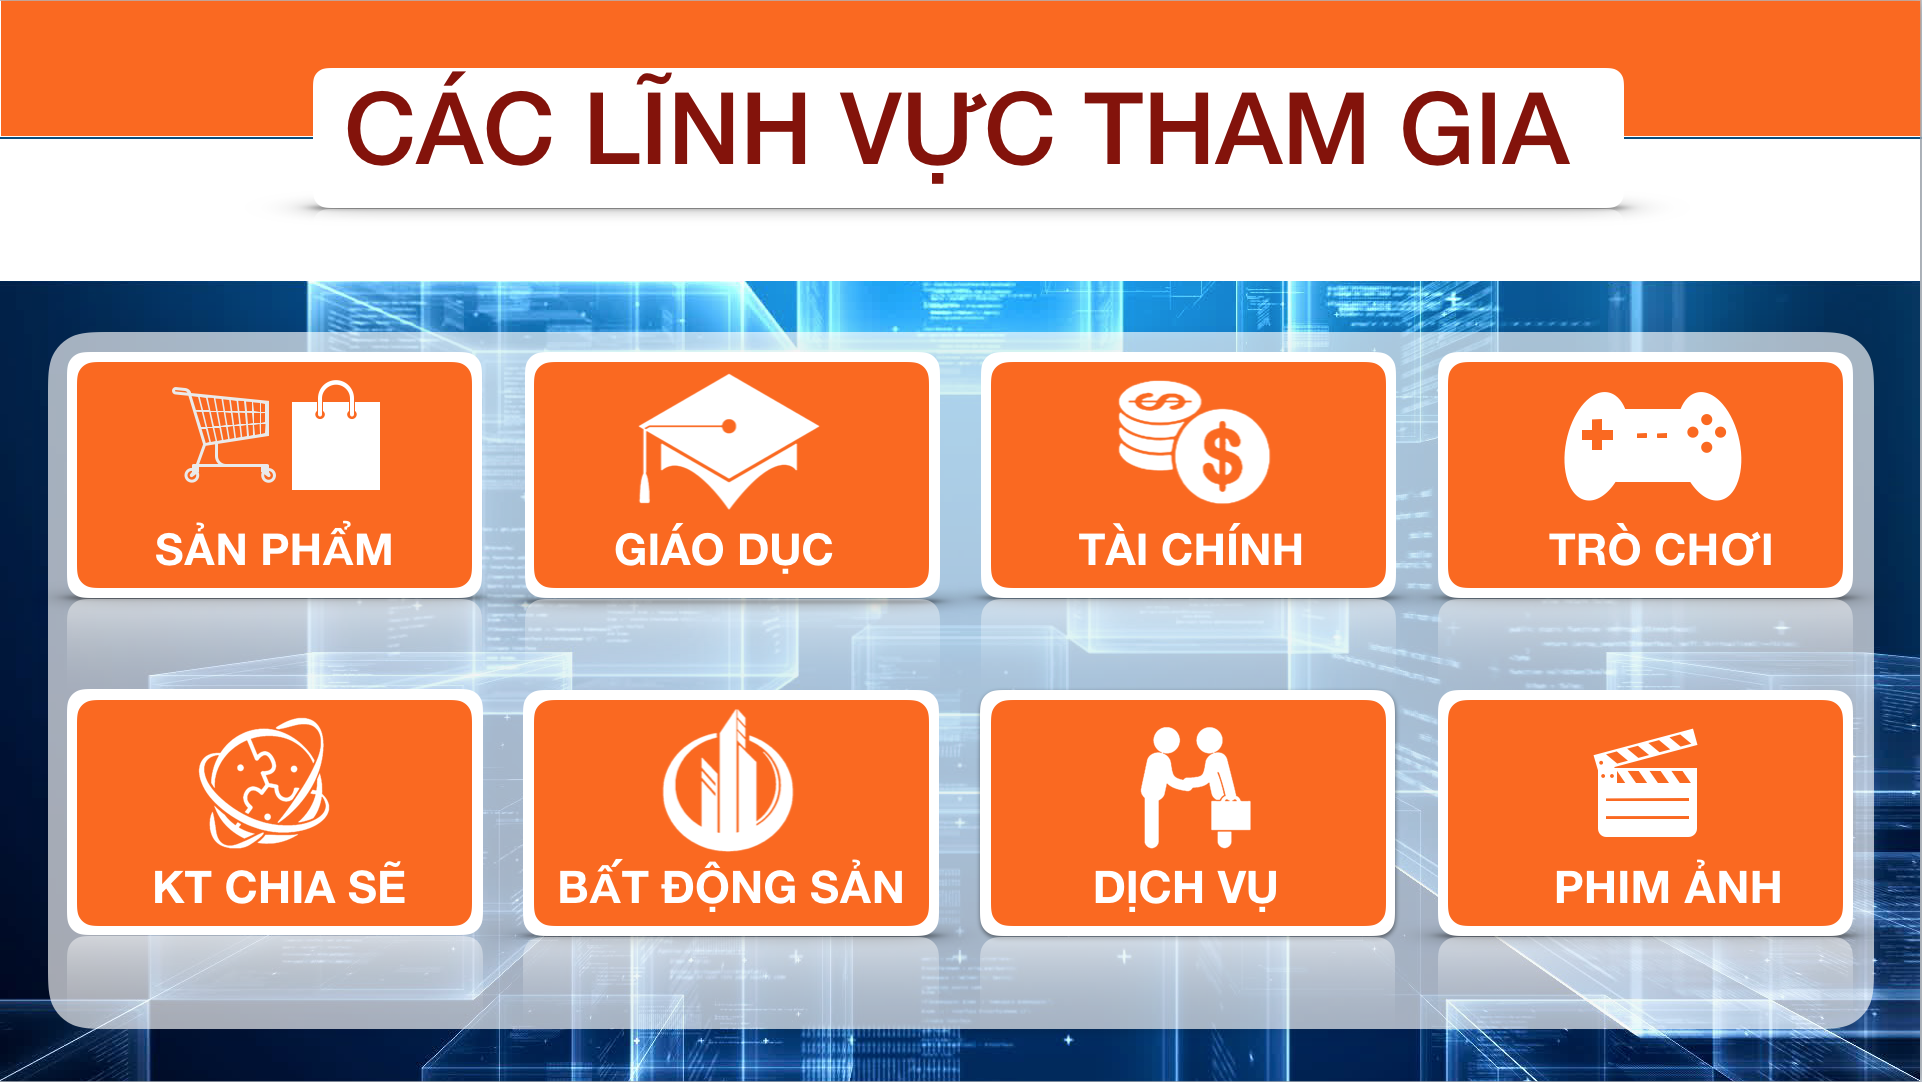 CÁC LĨNH VỰC THAM GIA
SẢN PHẨM
GIÁO DỤC
TÀI CHÍNH
TRÒ CHƠI
KT CHIA SẼ
BẤT ĐỘNG SẢN
DỊCH VỤ
PHIM ẢNH